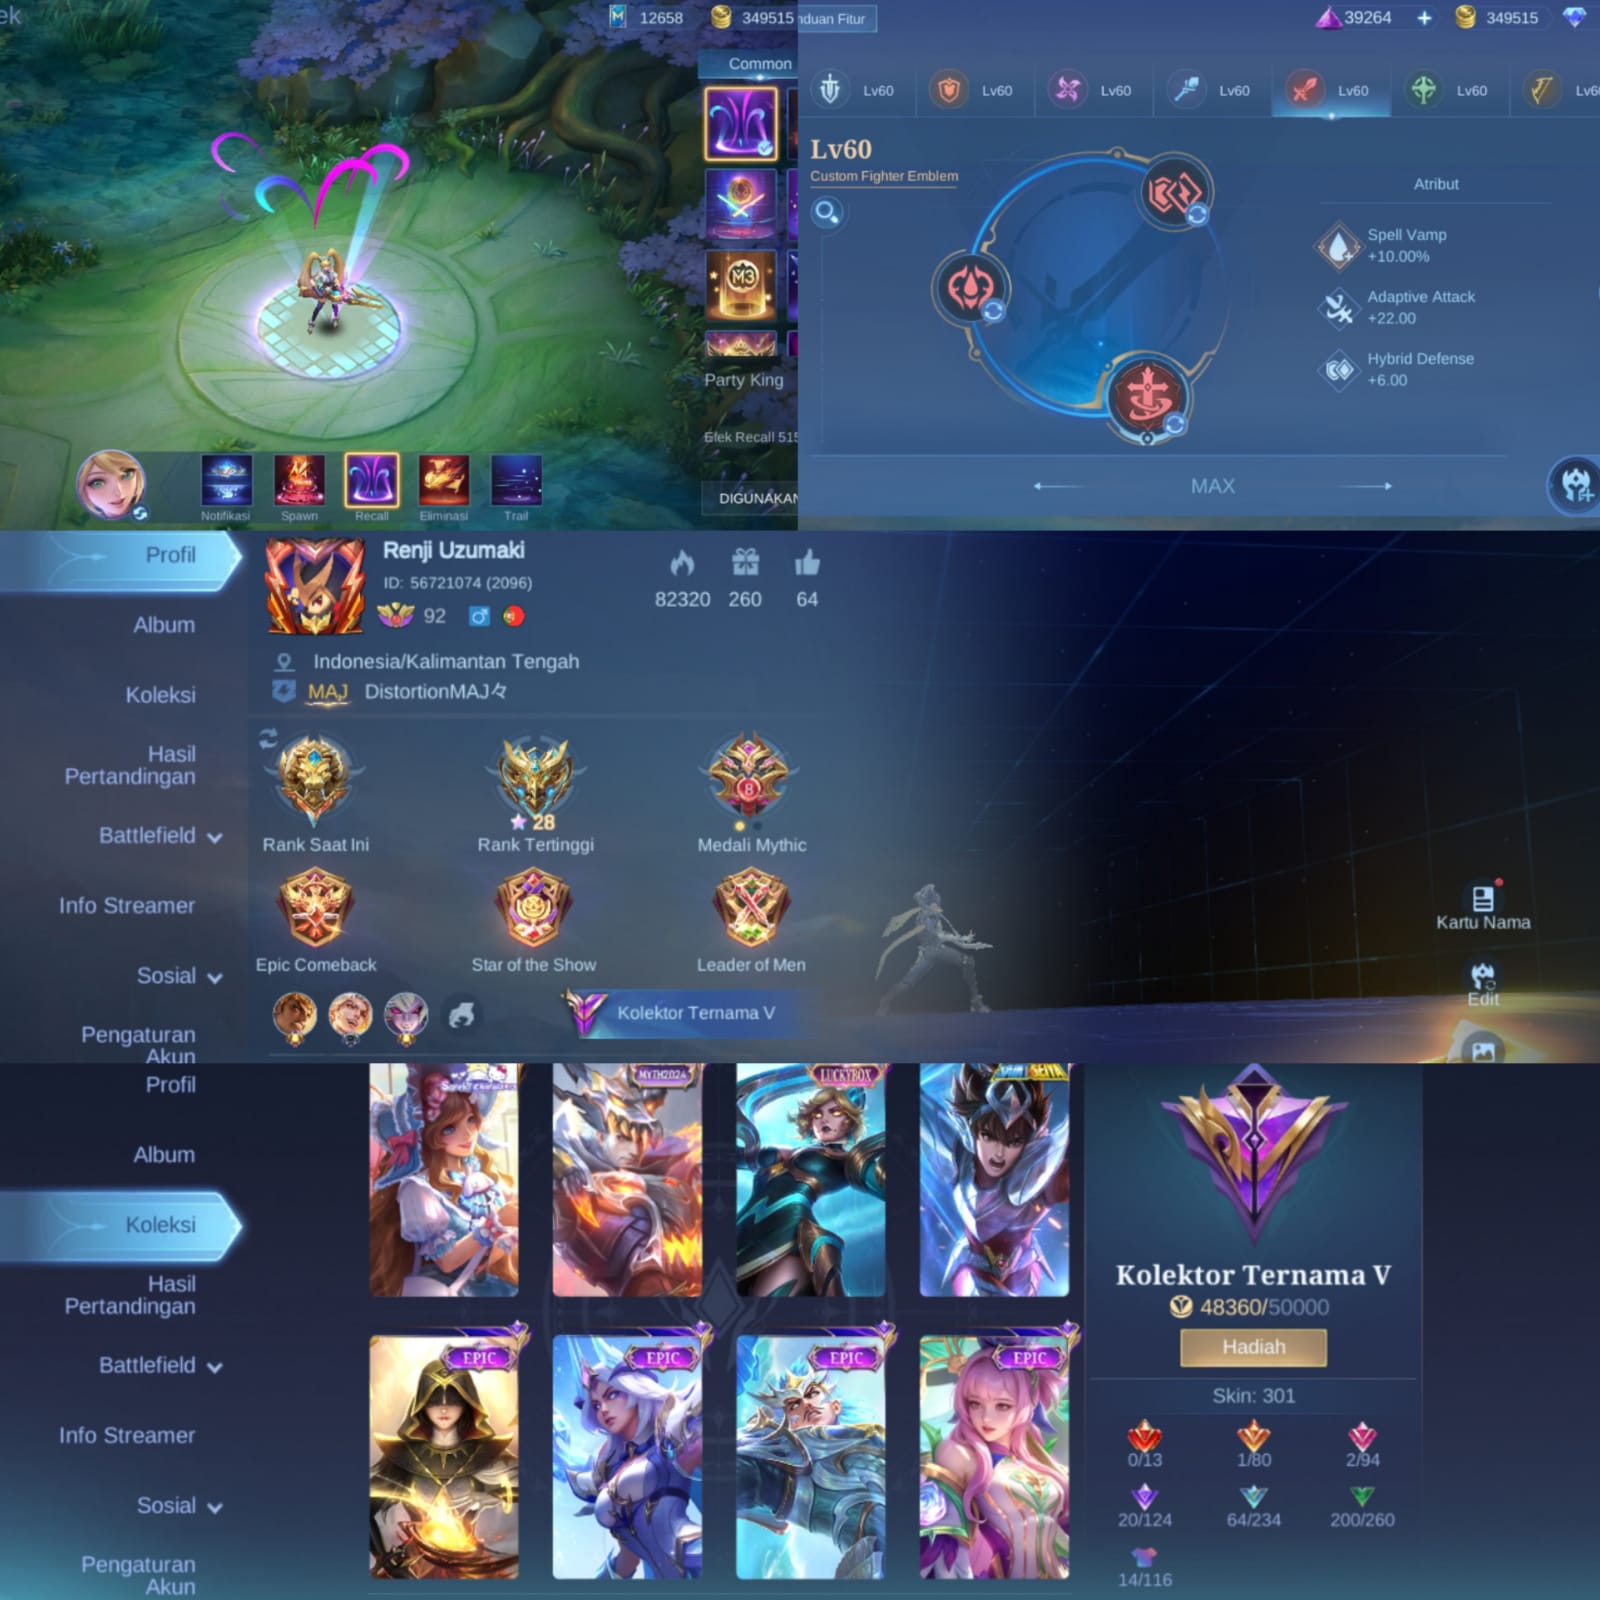 ek
12658
349515
Common
M3
Party King
Efek Recall 515
DIGUNAKAN
Notifikasi
Spawn
Recall
Eliminasi
Trail
nduan Fitur
39264
349515
Lv60
Lv60
Lv60
Lv60
Lv60
Lv60
Lv60
Lv60
Custom Fighter Emblem
Atribut
Spell Vamp
+10.00%
Adaptive Attack
+22.00
Hybrid Defense
+6.00
MAX
Profil
Album
Koleksi
Hasil
Pertandingan
Battlefield
Info Streamer
Sosial
Pengaturan
Akun
Renji Uzumaki
ID: 56721074 (2096)
92
82320
260
64
Indonesia/Kalimantan Tengah
MAJ DistortionMAJ々
Rank Saat Ini
28
Rank Tertinggi
8
Medali Mythic
Epic Comeback
Star of the Show
Leader of Men
Kolektor Ternama V
Kartu Nama
Edit
Profil
Album
Koleksi
Hasil
Pertandingan
Battlefield
Info Streamer
Sosial
Pengaturan
Akun
MYTH2024
LUCKYBOX
EPIC
EPIC
EPIC
EPIC
Kolektor Ternama V
48360/50000
Hadiah
Skin: 301
0/13
1/80
2/94
20/124
64/234
200/260
14/116